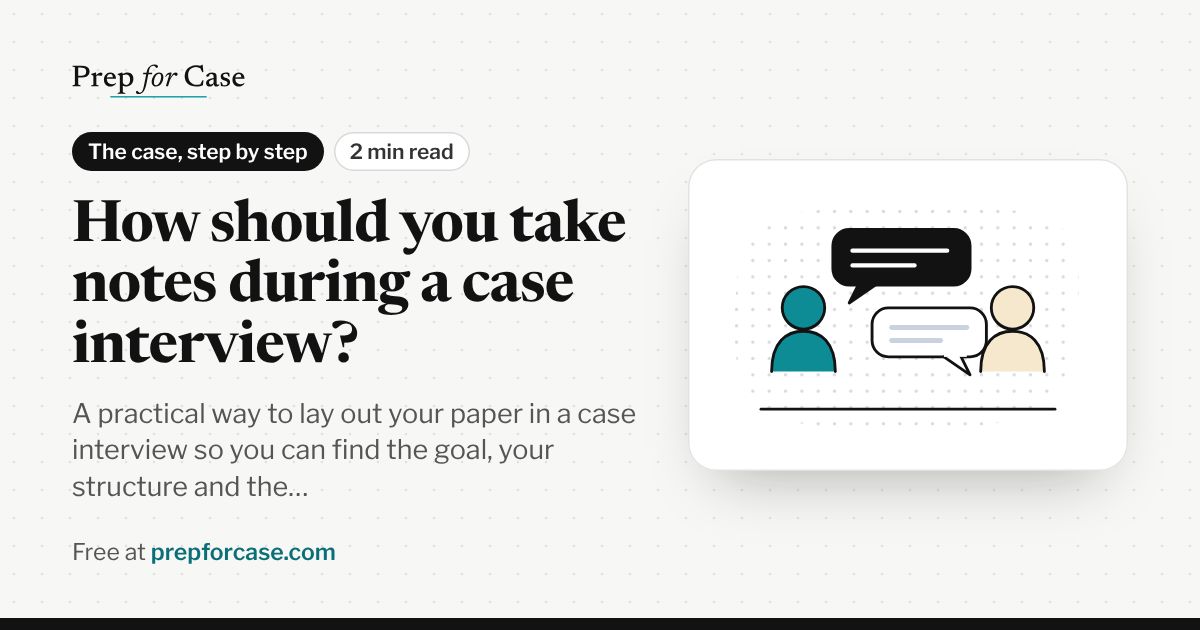 Prep for Case
The case, step by step
2 min read
How should you take
notes during a case
interview?
A practical way to lay out your paper in a case
interview so you can find the goal, your
structure and the...
Free at prepforcase.com